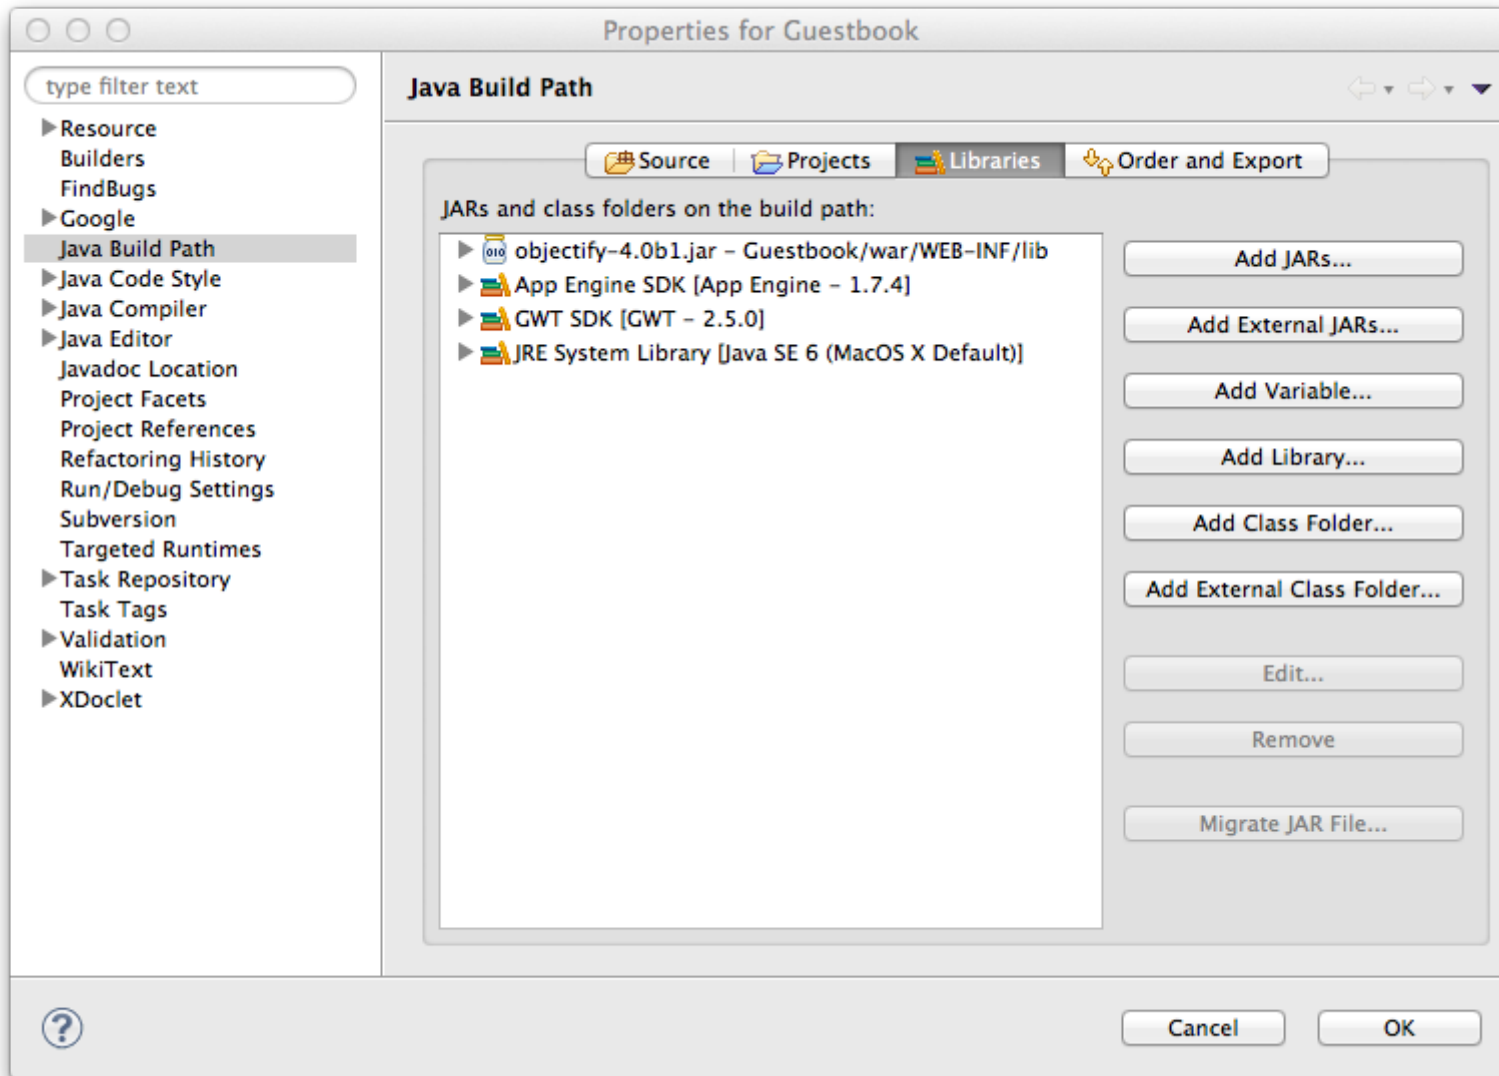 Properties for Guestbook
type filter text
Resource
Builders
FindBugs
Google
Java Build Path
Java Code Style
Java Compiler
Java Editor
Javadoc Location
Project Facets
Project References
Refactoring History
Run/Debug Settings
Subversion
Targeted Runtimes
Task Repository
Task Tags
Validation
WikiText
XDoclet
Java Build Path
Source Projects Libraries Order and Export
JARs and class folders on the build path:
objectify-4.0b1.jar - Guestbook/war/WEB-INF/lib
App Engine SDK [App Engine - 1.7.4]
GWT SDK [GWT - 2.5.0]
JRE System Library [Java SE 6 (MacOS X Default)]
Add JARs...
Add External JARs...
Add Variable...
Add Library...
Add Class Folder...
Add External Class Folder...
Edit...
Remove
Migrate JAR File...
?
Cancel OK